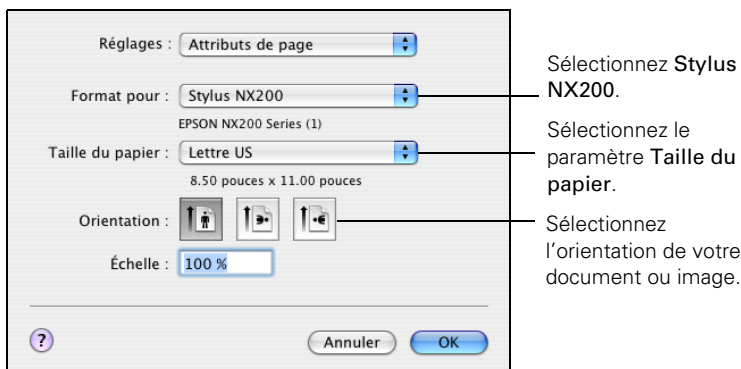 Réglages : Attributs de page
Format pour : Stylus NX200
EPSON NX200 Series (1)
Taille du papier : Lettre US
8.50 pouces x 11.00 pouces
Orientation :
Échelle : 100 %
?
Annuler
OK
Sélectionnez Stylus
NX200.
Sélectionnez le
paramètre Taille du
papier.
Sélectionnez
l'orientation de votre
document ou image.